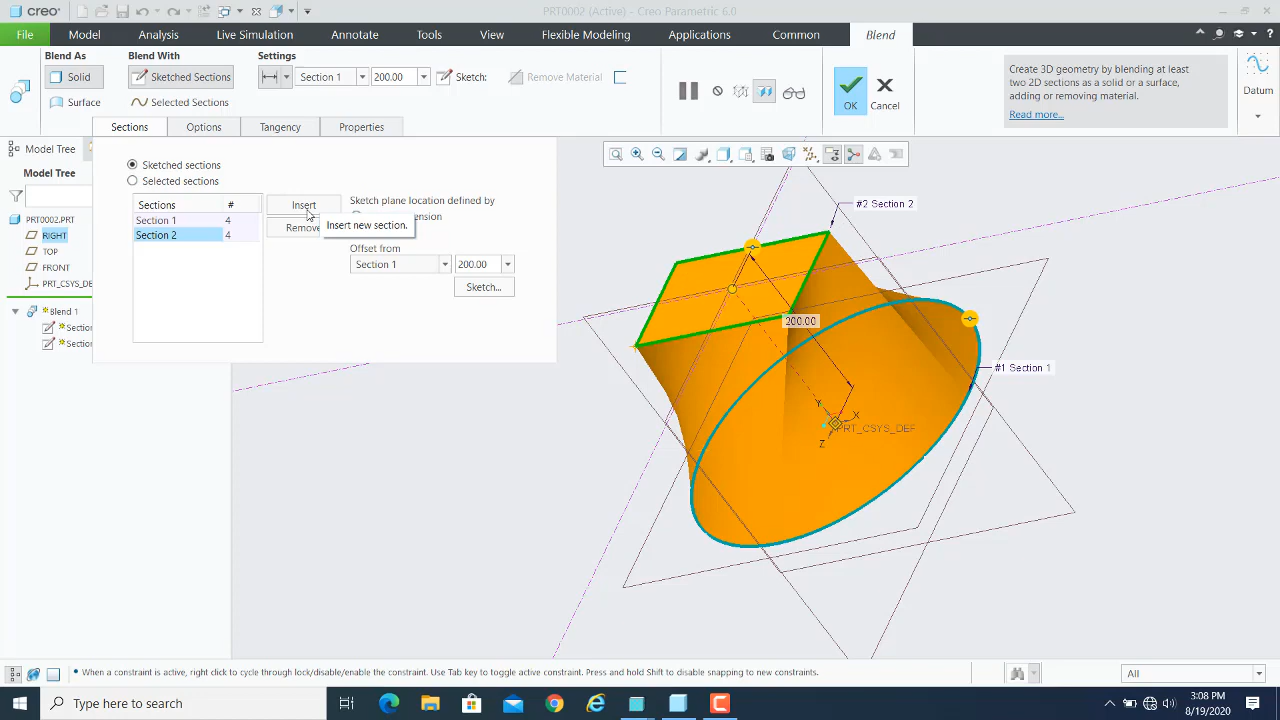 creo
PRT0002 (Active) - Creo Parametric 6.0
File Model Analysis Live Simulation Annotate Tools View Flexible Modeling Applications Common Blend
Blend As Blend With Settings
Solid Sketched Sections Section 1 200.00 Sketch: Remove Material
Surface Selected Sections
OK Cancel
Create 3D geometry by blending at least
two 2D sections as a solid or a surface,
adding or removing material.
Read more...
Datum
Sections Options Tangency Properties
Model Tree
Model Tree
PRT0002.PRT
RIGHT
TOP
FRONT
PRT_CSYS_DE
Blend 1
Sectio
Sectio
Sketched sections
Selected sections
Sections #
Section 1 4
Section 2 4
Insert
Remove
Insert new section.
Sketch plane location defined by
ension
Offset from
Section 1 200.00
Sketch...
#2 Section 2
200.00
#1 Section 1
Y X
PRT_CSYS_DEF
Z
When a constraint is active, right click to cycle through lock/disable/enable the constraint. Use Tab key to toggle active constraint. Press and hold Shift to disable snapping to new constraints.
All
Type here to search
3:08 PM
8/19/2020